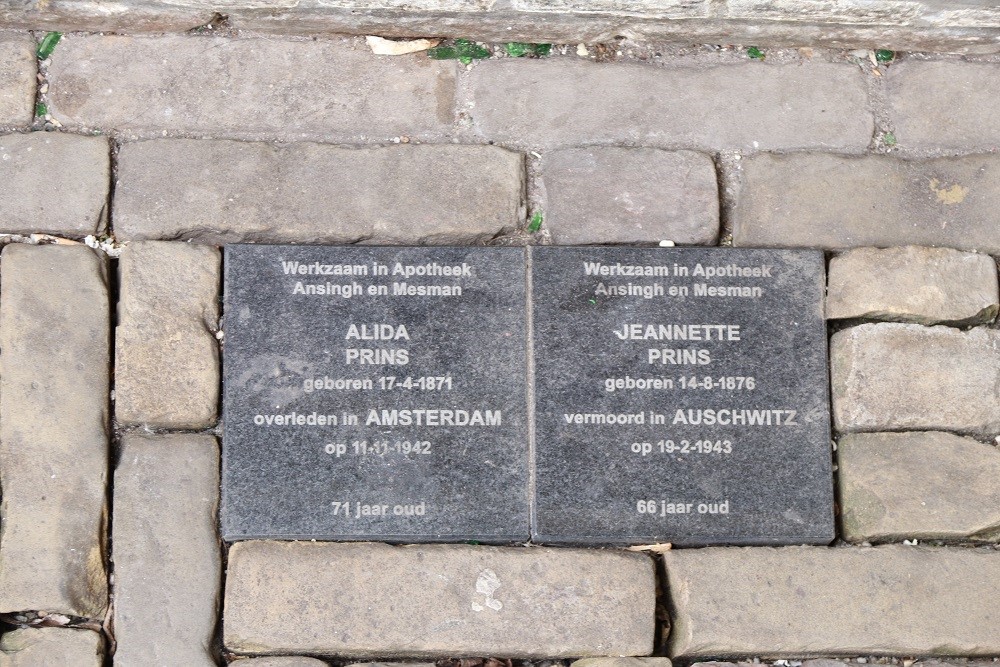 Werkzaam in Apotheek
Ansingh en Mesman
ALIDA
PRINS
geboren 17-4-1871
overleden in AMSTERDAM
op 11-11-1942
71 jaar oud
Werkzaam in Apotheek
Ansingh en Mesman
JEANNETTE
PRINS
geboren 14-8-1876
vermoord in AUSCHWITZ
op 19-2-1943
66 jaar oud